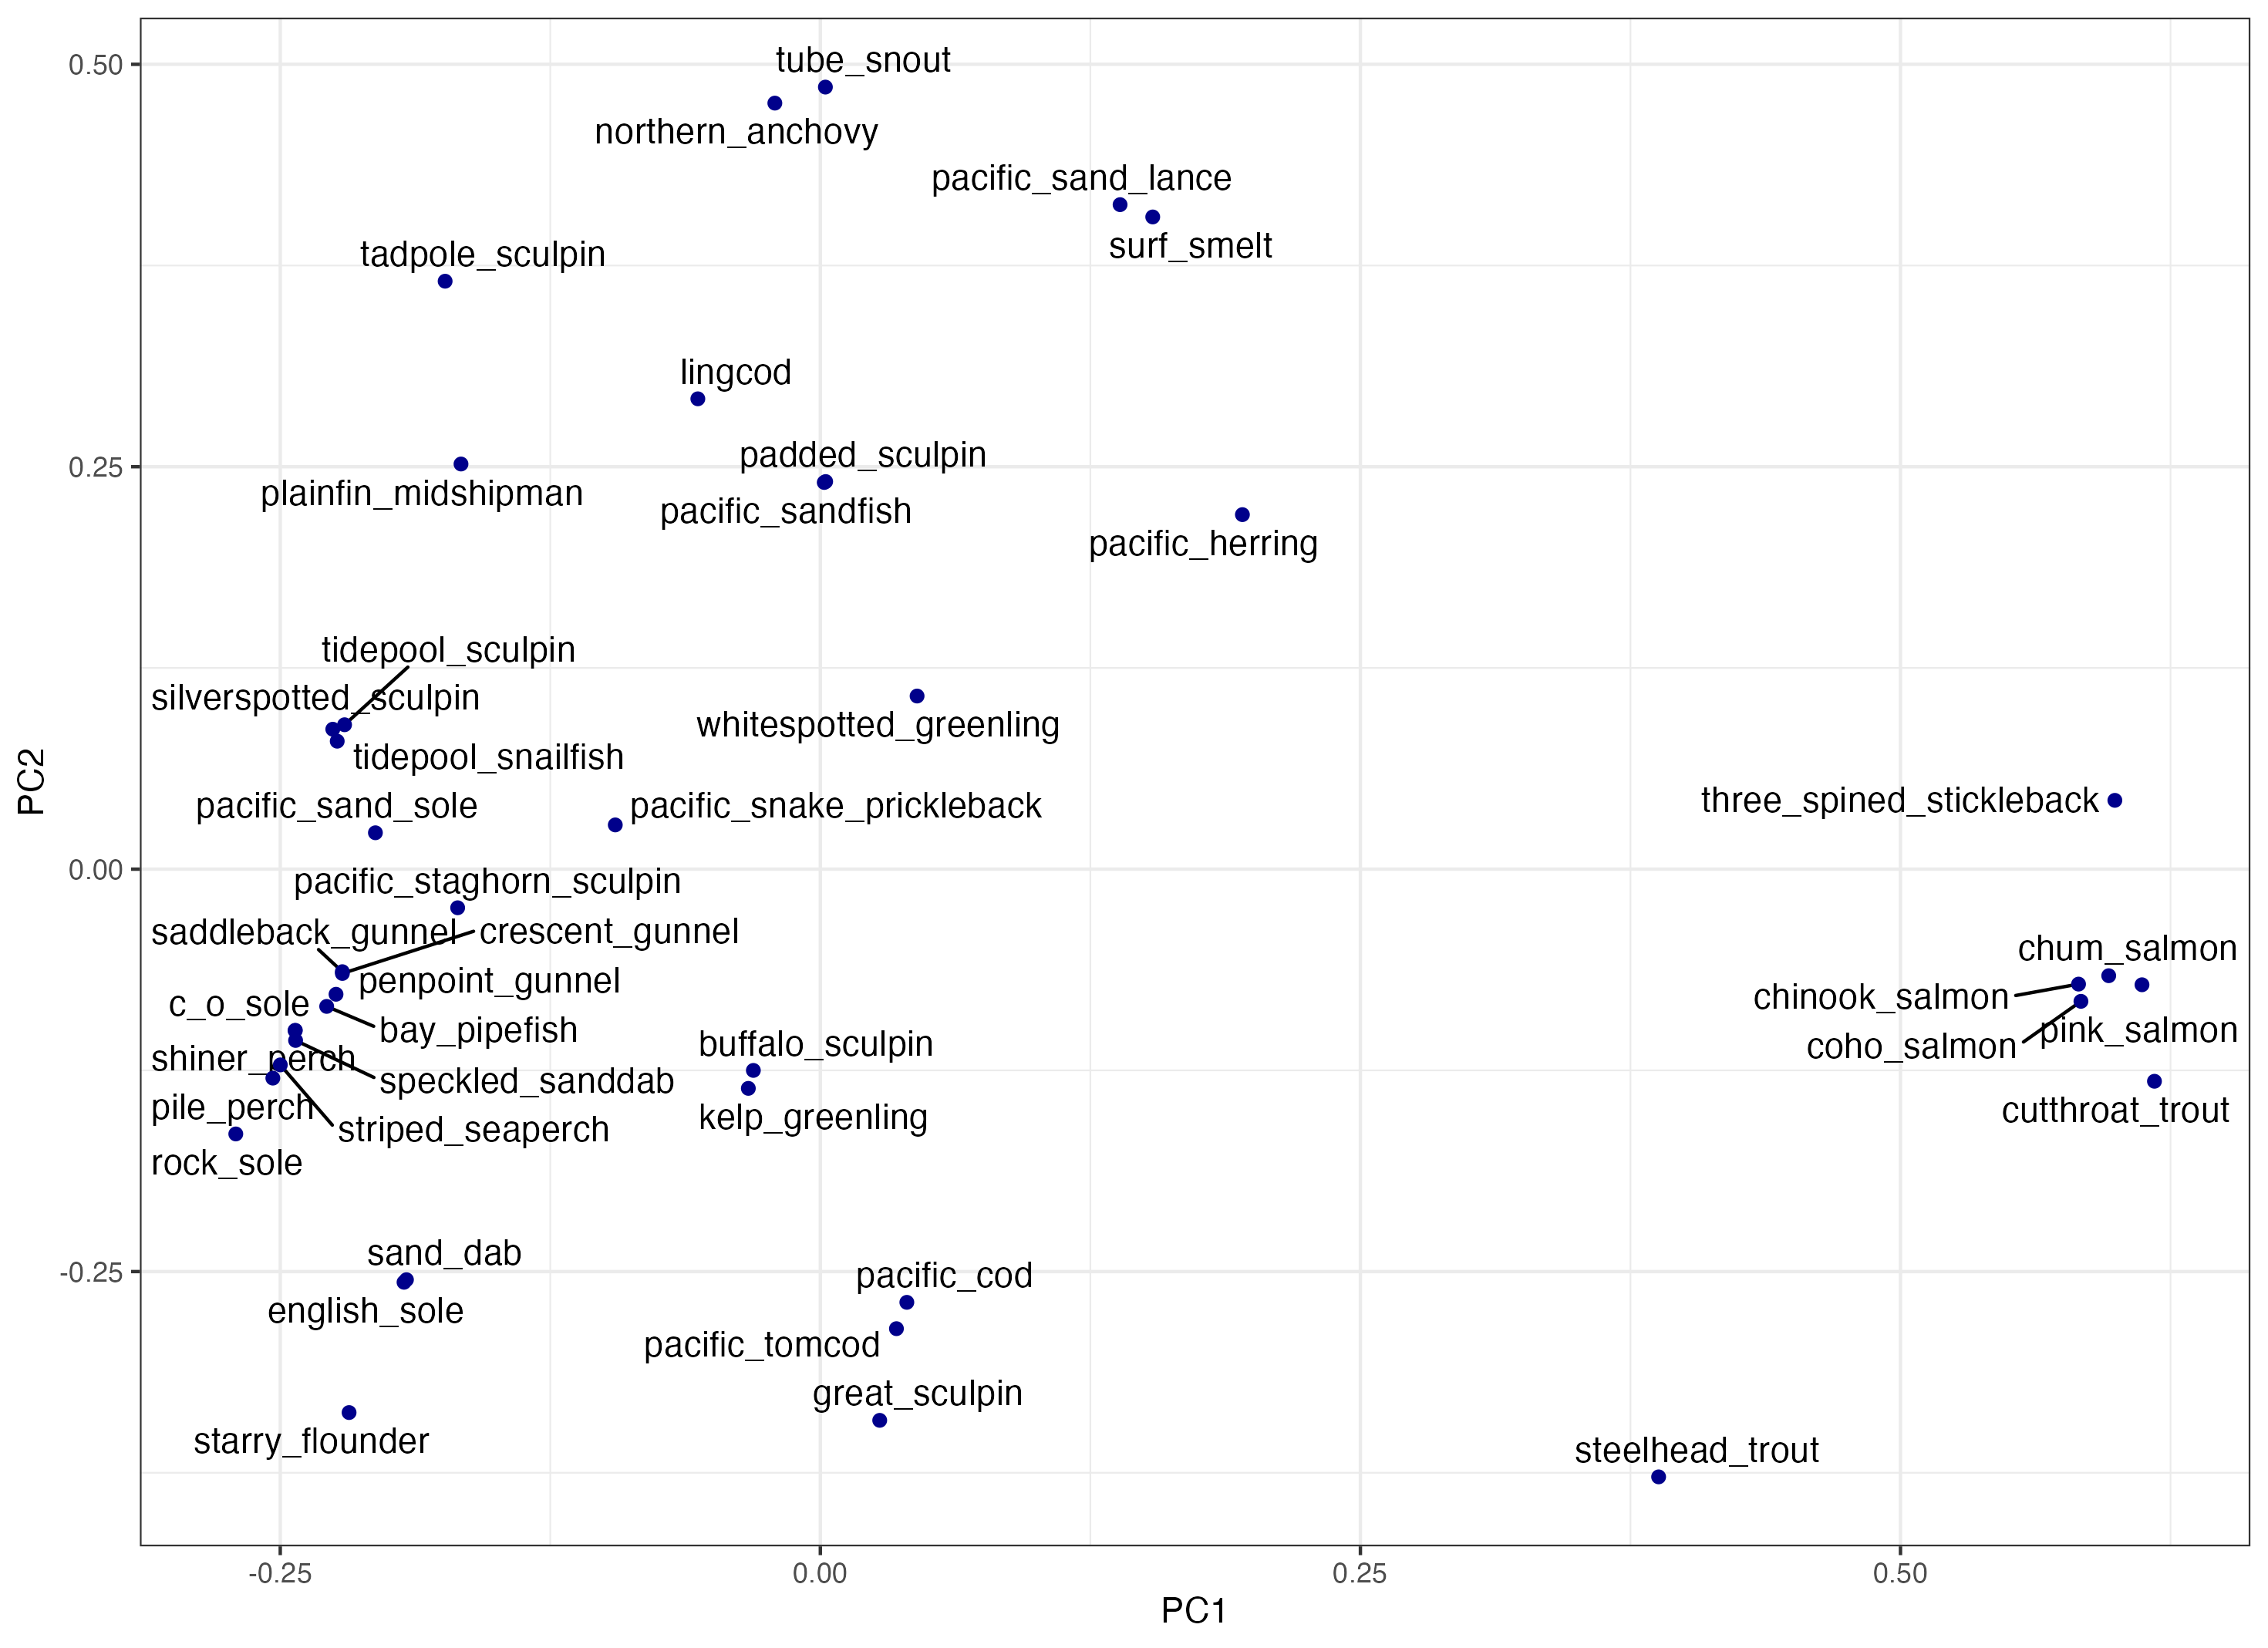 tube_snout
0.50
northern_anchovy
pacific_sand_lance
surf_smelt
tadpole_sculpin
lingcod
padded_sculpin
0.25
plainfin_midshipman
pacific_sandfish
pacific_herring
tidepool_sculpin
silverspotted_sculpin
whitespotted_greenling
tidepool_snailfish
PC2
pacific_sand_sole
pacific_snake_prickleback
three_spined_stickleback
0.00
pacific_staghorn_sculpin
saddleback_gunnel
crescent_gunnel
chum_salmon
penpoint_gunnel
chinook_salmon
c_o_sole
bay_pipefish
pink_salmon
buffalo_sculpin
coho_salmon
shiner_perch
speckled_sanddab
pile_perch
kelp_greenling
cutthroat_trout
striped_seaperch
rock_sole
sand_dab
-0.25
pacific_cod
english_sole
pacific_tomcod
great_sculpin
starry_flounder
steelhead_trout
-0.25
0.00
0.25
0.50
PC1